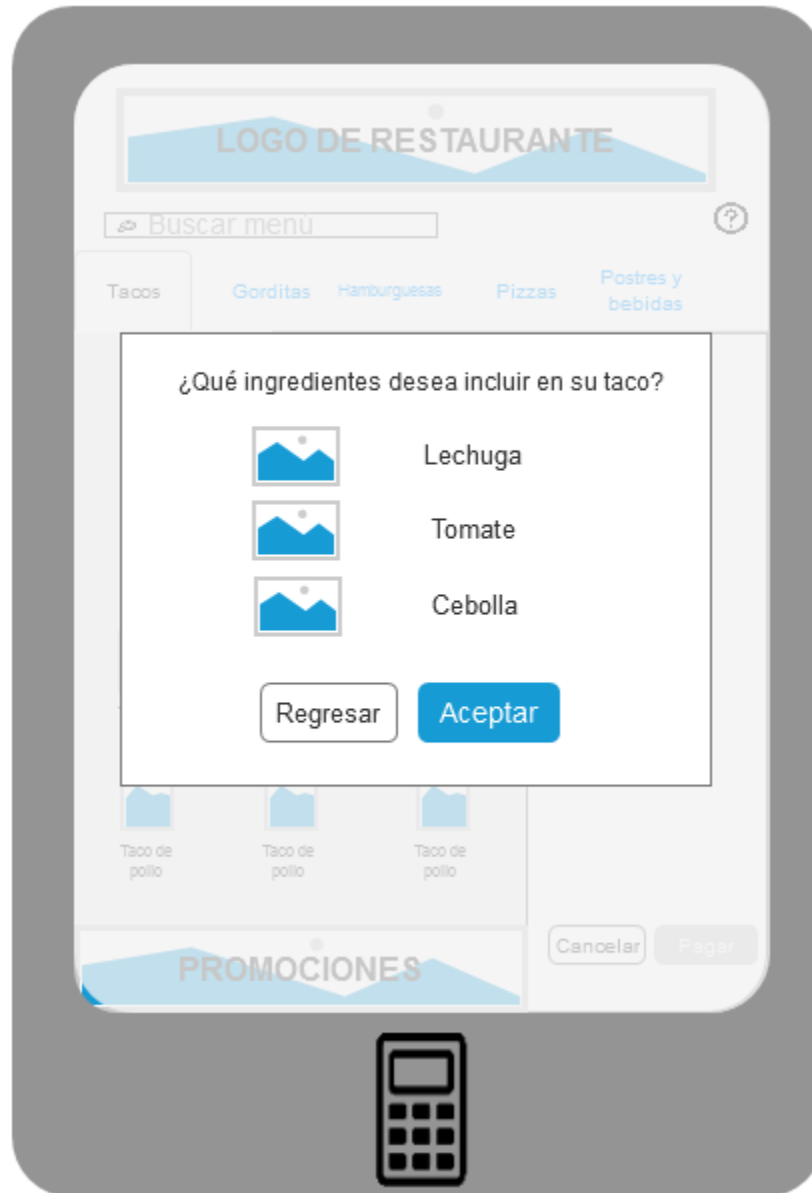 LOGO DE RESTAURANTE
Buscar menú
Tacos
Gorditas
Hamburguesas
Pizzas
Postres y
bebidas
¿Qué ingredientes desea incluir en su taco?
Lechuga
Tomate
Cebolla
Regresar
Aceptar
Taco de
pollo
Taco de
pollo
Taco de
pollo
Cancelar
Pagar
PROMOCIONES